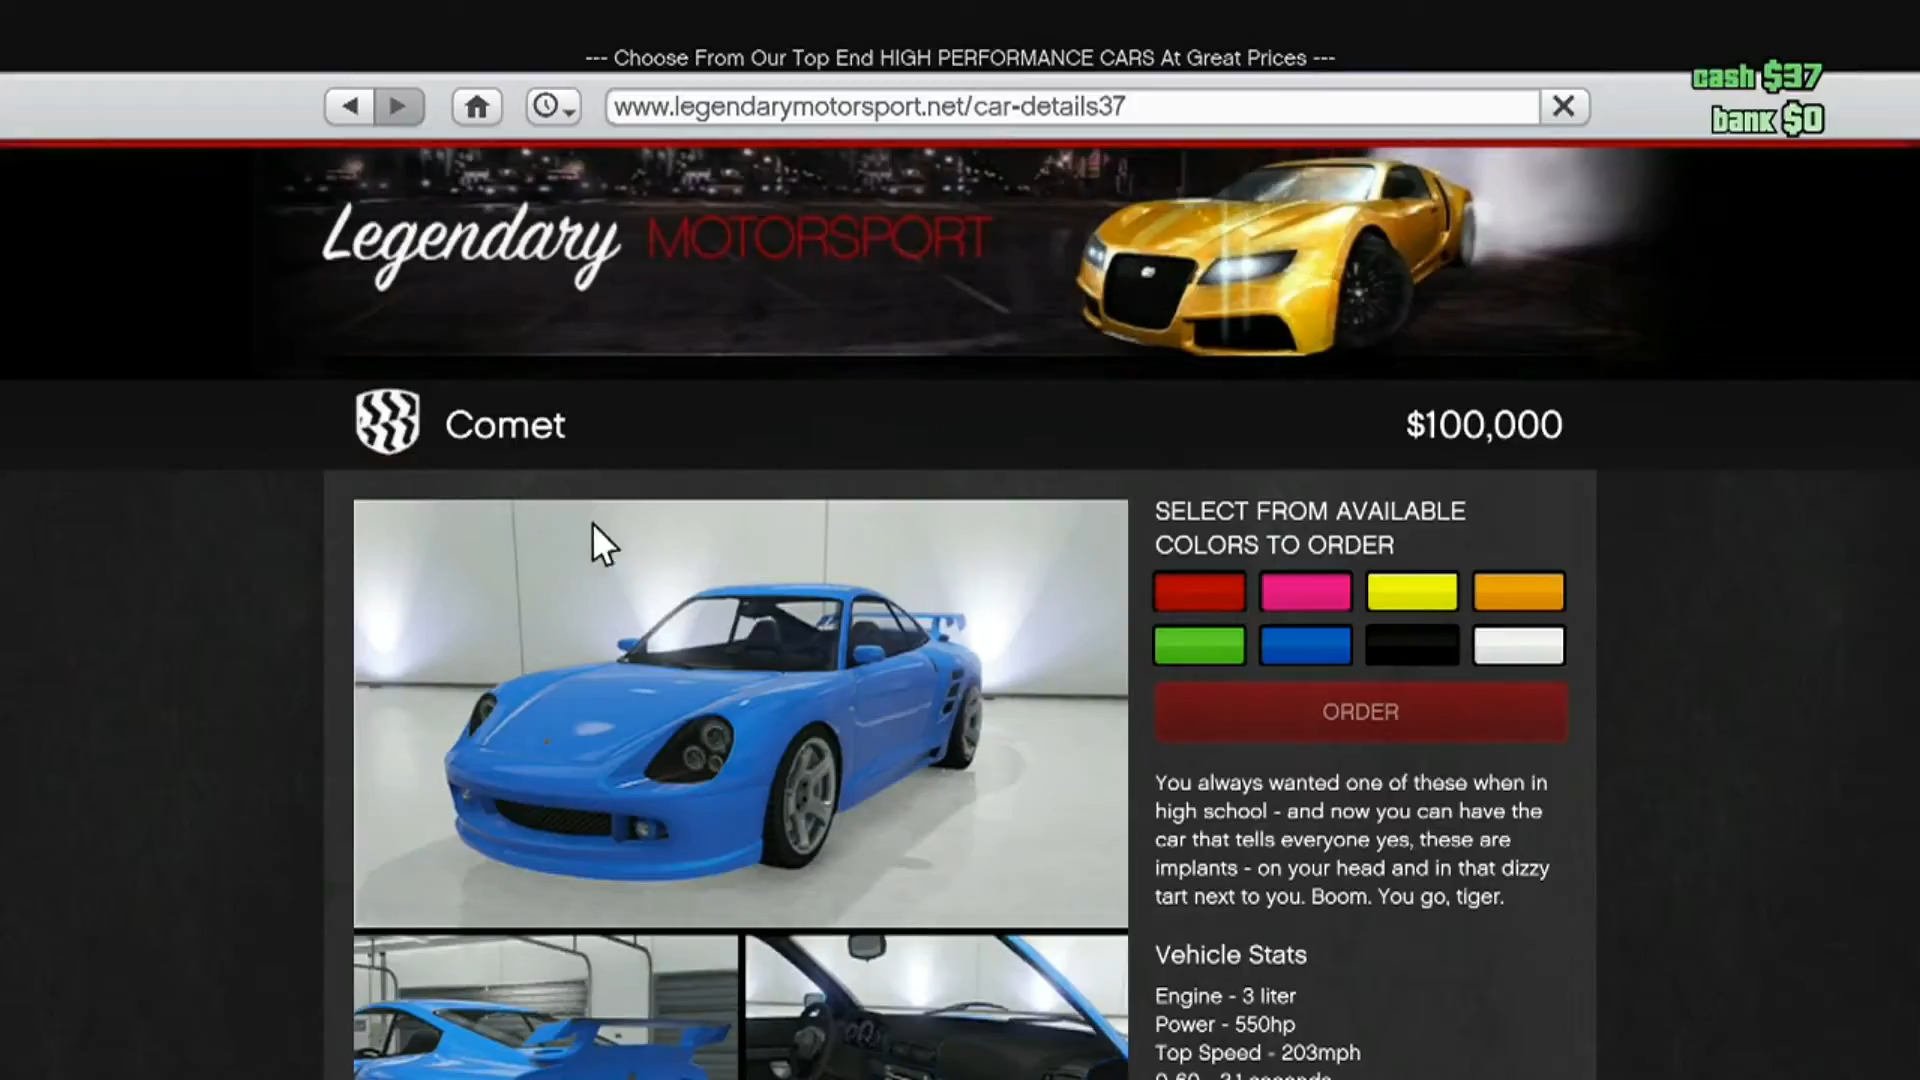 --- Choose From Our Top End HIGH PERFORMANCE CARS At Great Prices ---
cash $37
www.legendarymotorsport.net/car-details37
bank $0
Legendary MOTORSPORT
Comet
$100,000
SELECT FROM AVAILABLE
COLORS TO ORDER
ORDER
You always wanted one of these when in
high school - and now you can have the
car that tells everyone yes, these are
implants - on your head and in that dizzy
tart next to you. Boom. You go, tiger.
Vehicle Stats
Engine - 3 liter
Power - 550hp
Top Speed - 203mph